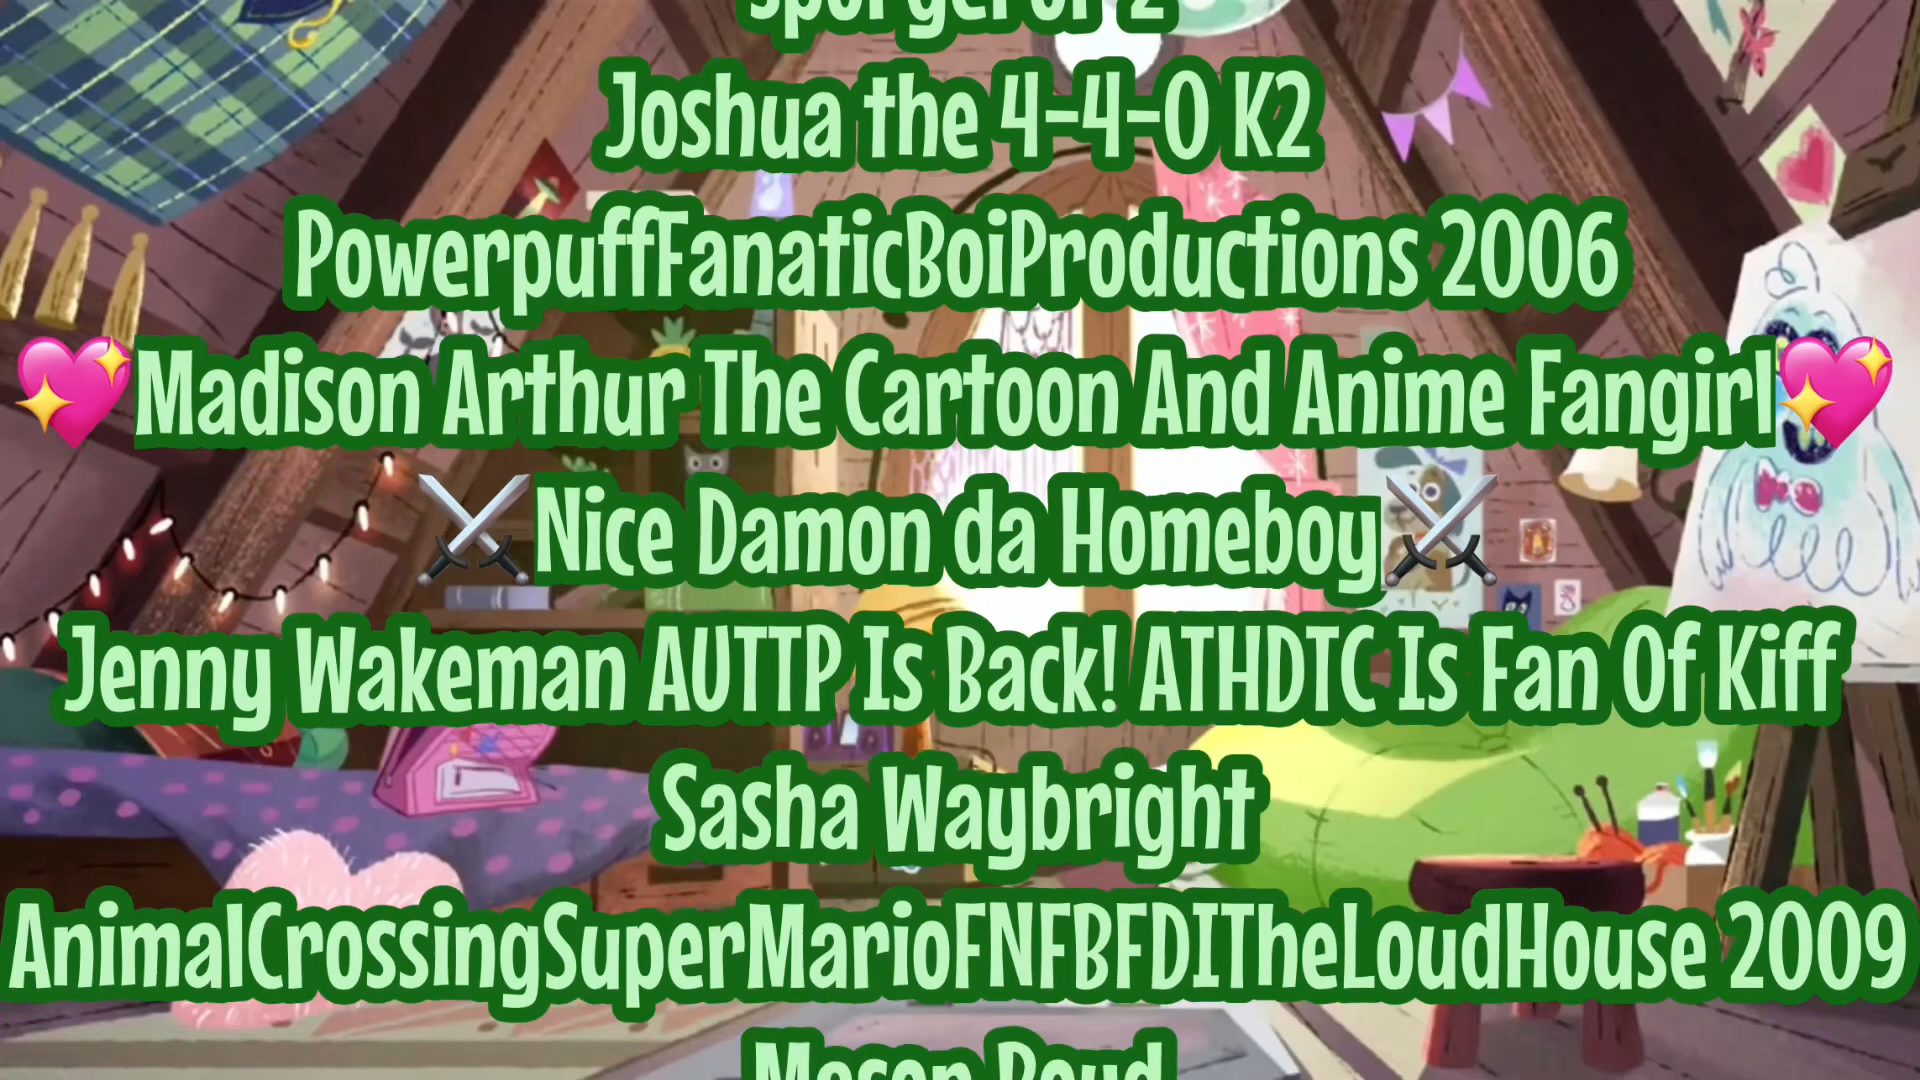 Joshua the 4-4-0 K2
PowerpuffFanaticBoiProductions 2006
💖Madison Arthur The Cartoon And Anime Fangirl💖
⚔️Nice Damon da Homeboy⚔️
Jenny Wakeman AUTTP Is Back! ATHDTC Is Fan Of Kiff
Sasha Waybright
AnimalCrossingSuperMarioFNFBFDITheLoudHouse 2009